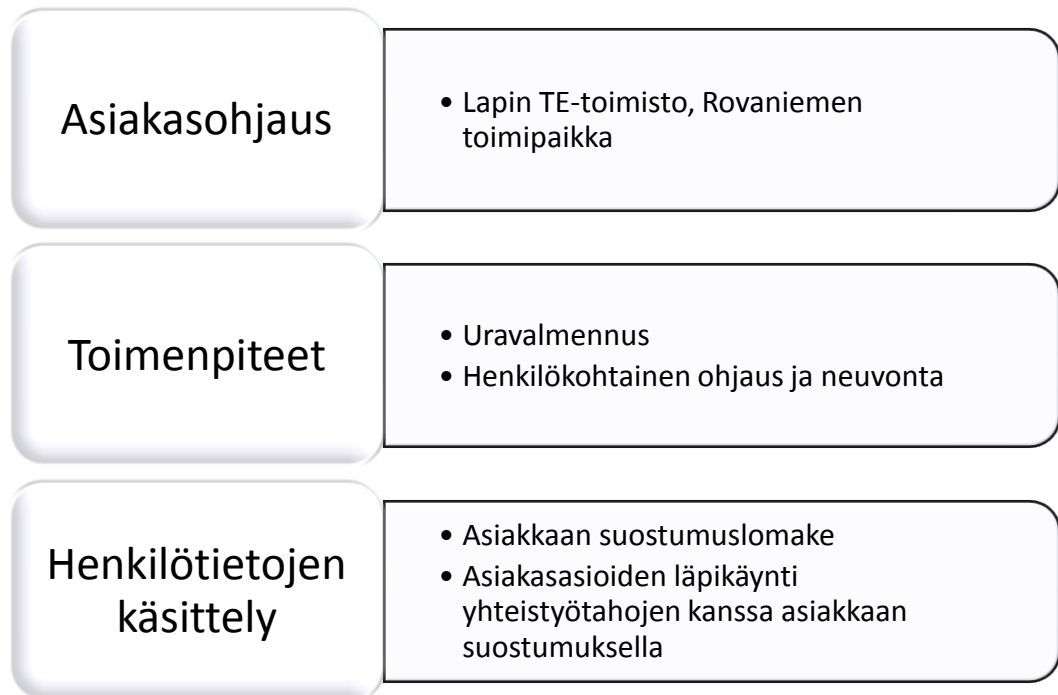 Asiakasohjaus
• Lapin TE-toimisto, Rovaniemen
toimipaikka
Toimenpiteet
• Uravalmennus
• Henkilökohtainen ohjaus ja neuvonta
Henkilötietojen
käsittely
• Asiakkaan suostumuslomake
• Asiakasasioiden läpikäynti
yhteistyötahojen kanssa asiakkaan
suostumuksella